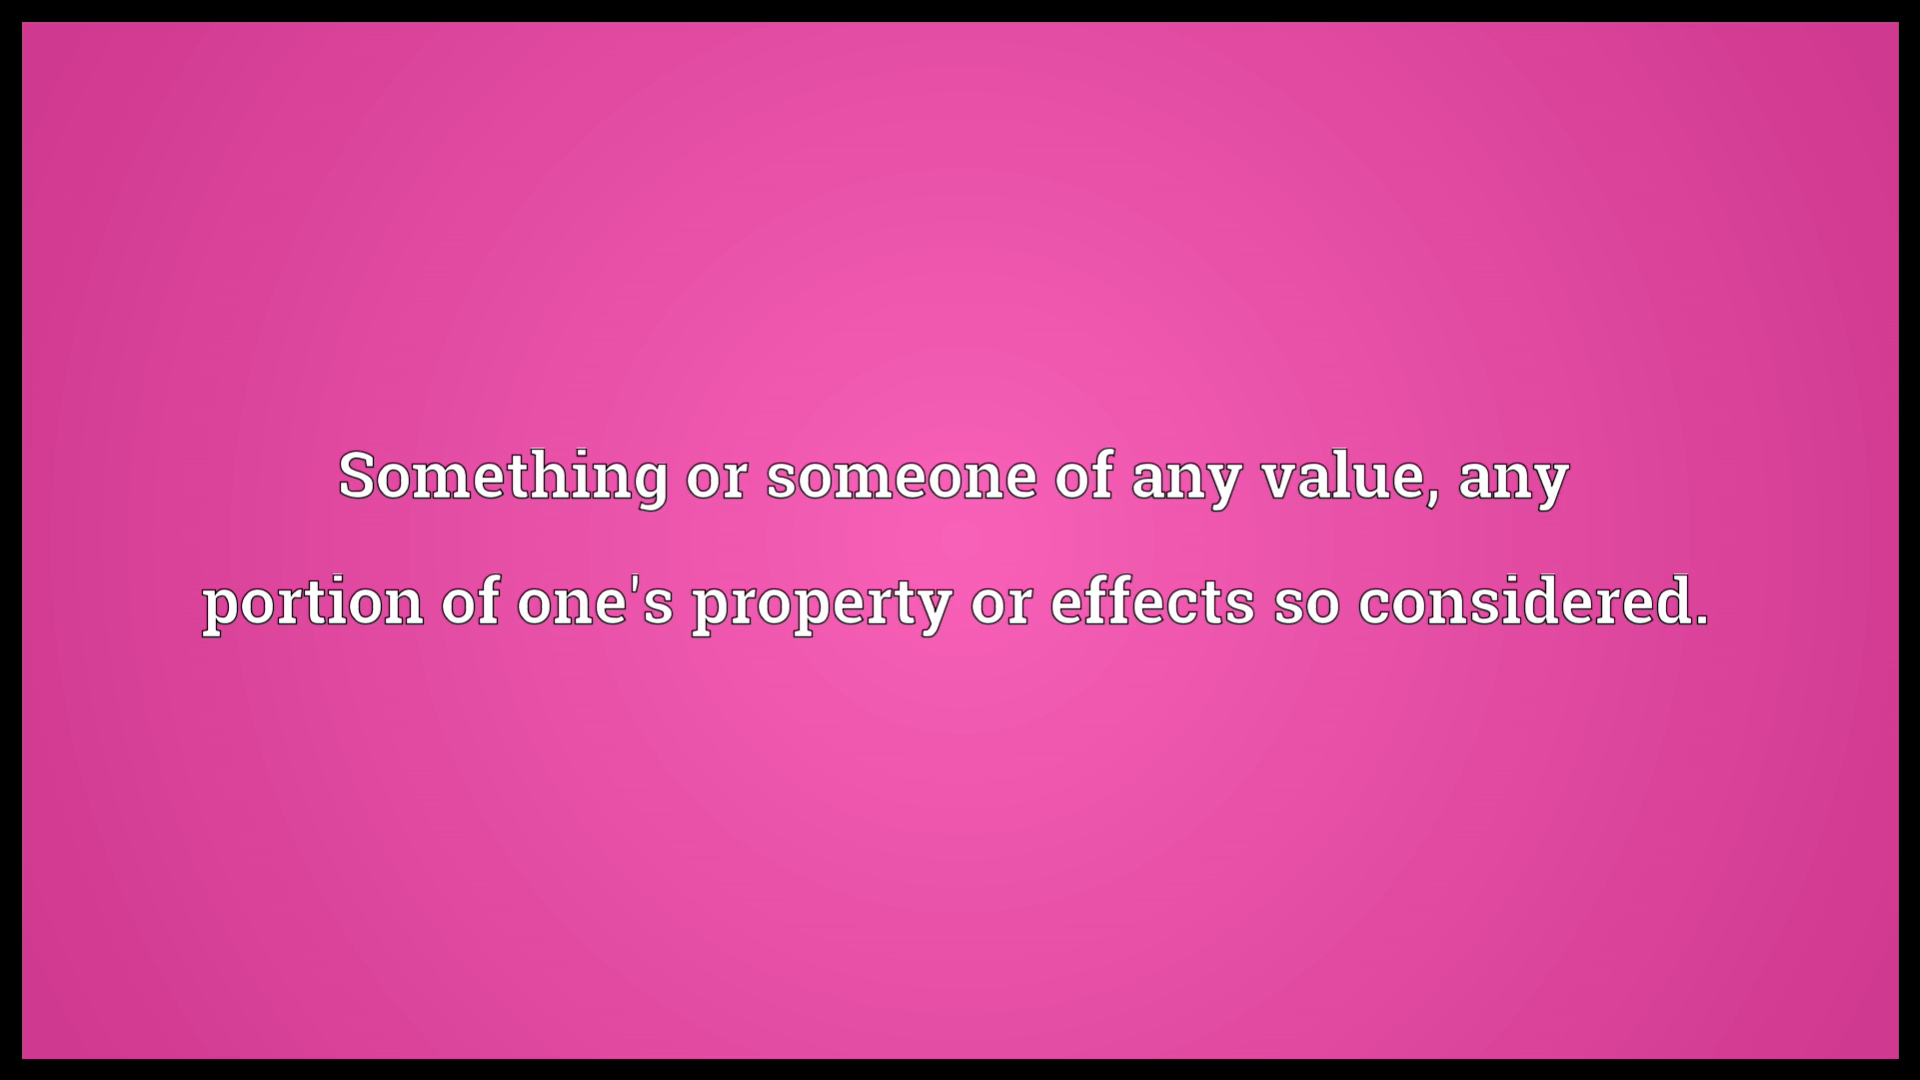 Something or someone of any value, any
portion of one's property or effects so considered.